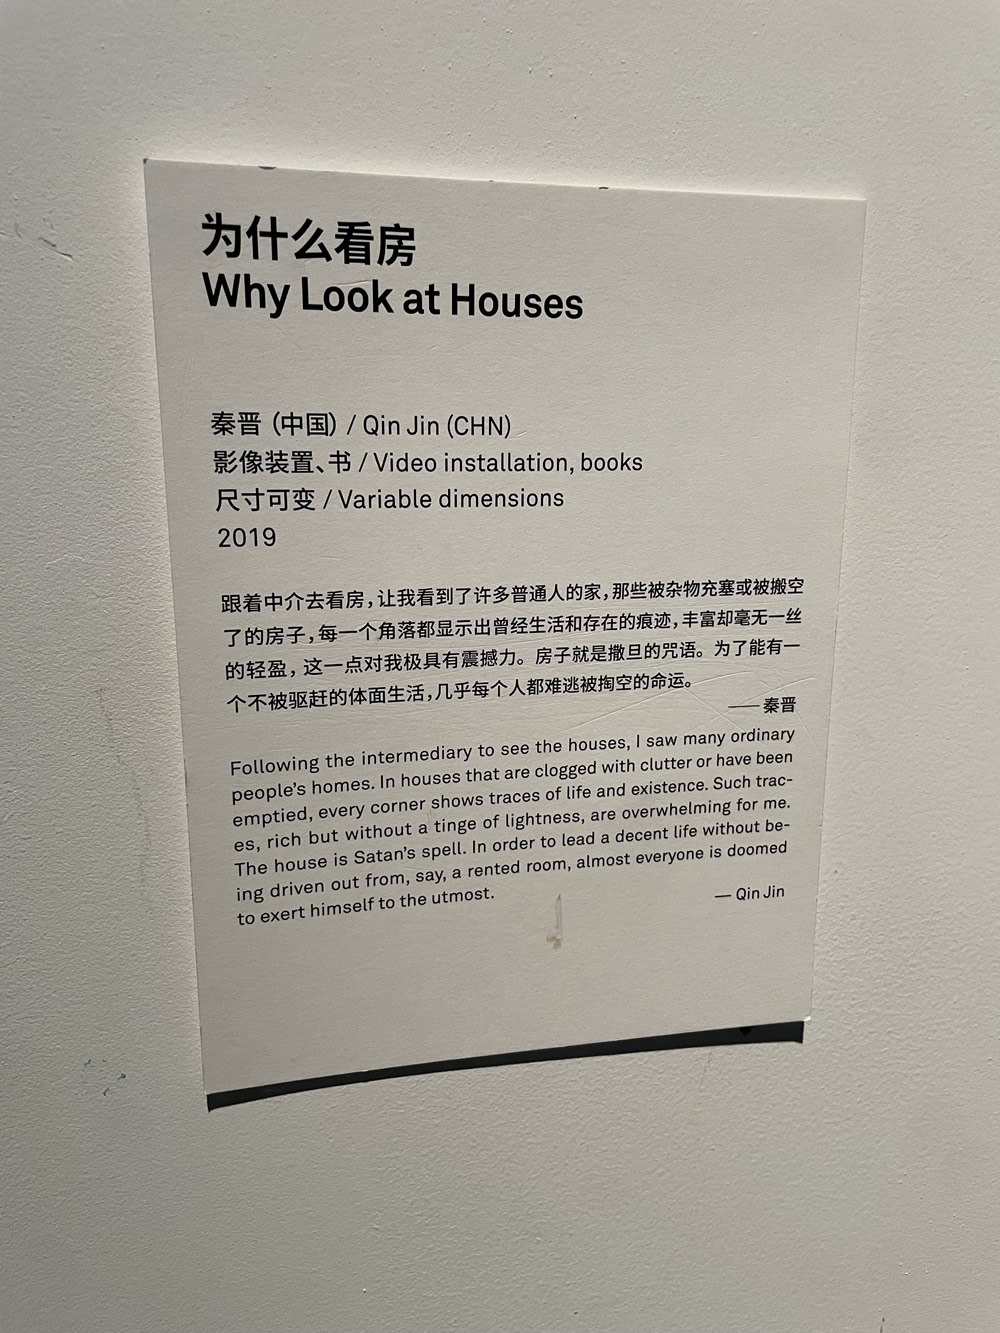 为什么看房
Why Look at Houses
秦晋（中国）/ Qin Jin (CHN)
影像装置、书 / Video installation, books
尺寸可变 / Variable dimensions
2019
跟着中介去看房，让我看到了许多普通人的家，那些被杂物充塞或被搬空
了的房子，每一个角落都显示出曾经生活和存在的痕迹，丰富却毫无一丝
的轻盈，这一点对我极具有震撼力。房子就是撒旦的咒语。为了能有一
个不被驱赶的体面生活，几乎每个人都难逃被掏空的命运。
—— 秦晋
Following the intermediary to see the houses, I saw many ordinary
people's homes. In houses that are clogged with clutter or have been
emptied, every corner shows traces of life and existence. Such trac-
es, rich but without a tinge of lightness, are overwhelming for me.
The house is Satan's spell. In order to lead a decent life without be-
ing driven out from, say, a rented room, almost everyone is doomed
to exert himself to the utmost.
— Qin Jin